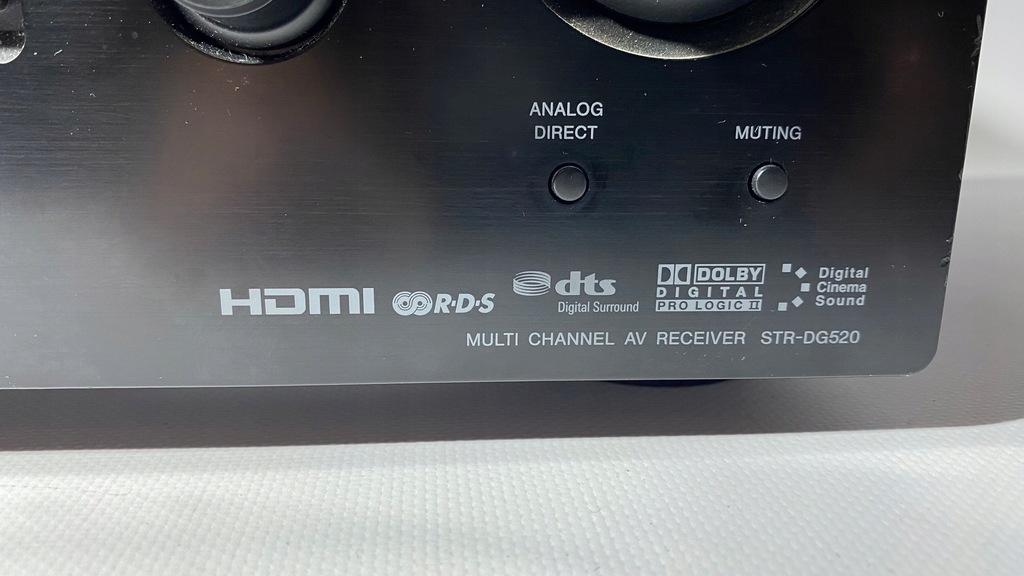 ANALOG
DIRECT
MUTING
HDMI
R·D·S
dts
Digital Surround
DOLBY
DIGITAL
PRO LOGIC II
Digital
Cinema
Sound
MULTI CHANNEL AV RECEIVER STR-DG520